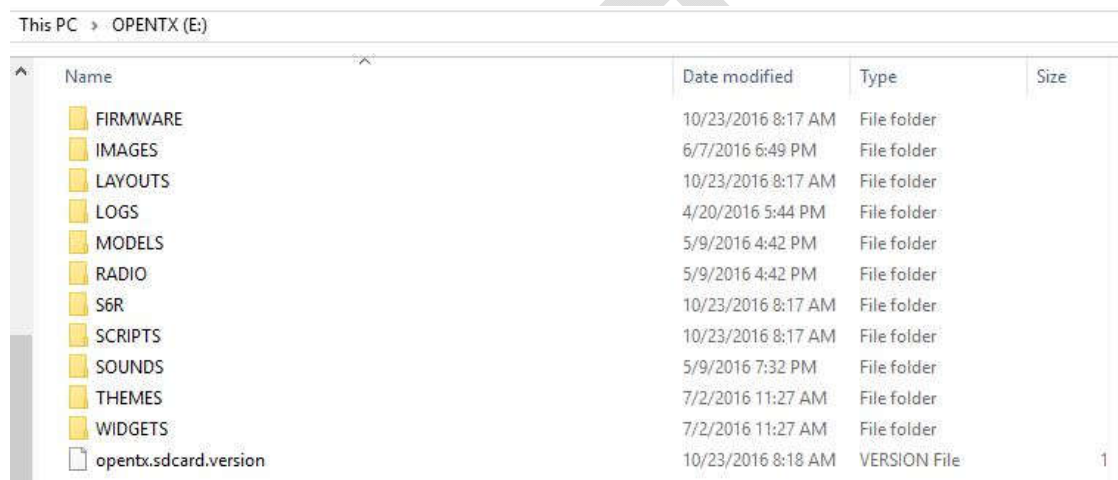 This PC > OPENTX (E:)
Name Date modified Type Size
FIRMWARE 10/23/2016 8:17 AM File folder
IMAGES 6/7/2016 6:49 PM File folder
LAYOUTS 10/23/2016 8:17 AM File folder
LOGS 4/20/2016 5:44 PM File folder
MODELS 5/9/2016 4:42 PM File folder
RADIO 5/9/2016 4:42 PM File folder
S6R 10/23/2016 8:17 AM File folder
SCRIPTS 10/23/2016 8:17 AM File folder
SOUNDS 5/9/2016 7:32 PM File folder
THEMES 7/2/2016 11:27 AM File folder
WIDGETS 7/2/2016 11:27 AM File folder
opentx.sdcard.version 10/23/2016 8:18 AM VERSION File 1